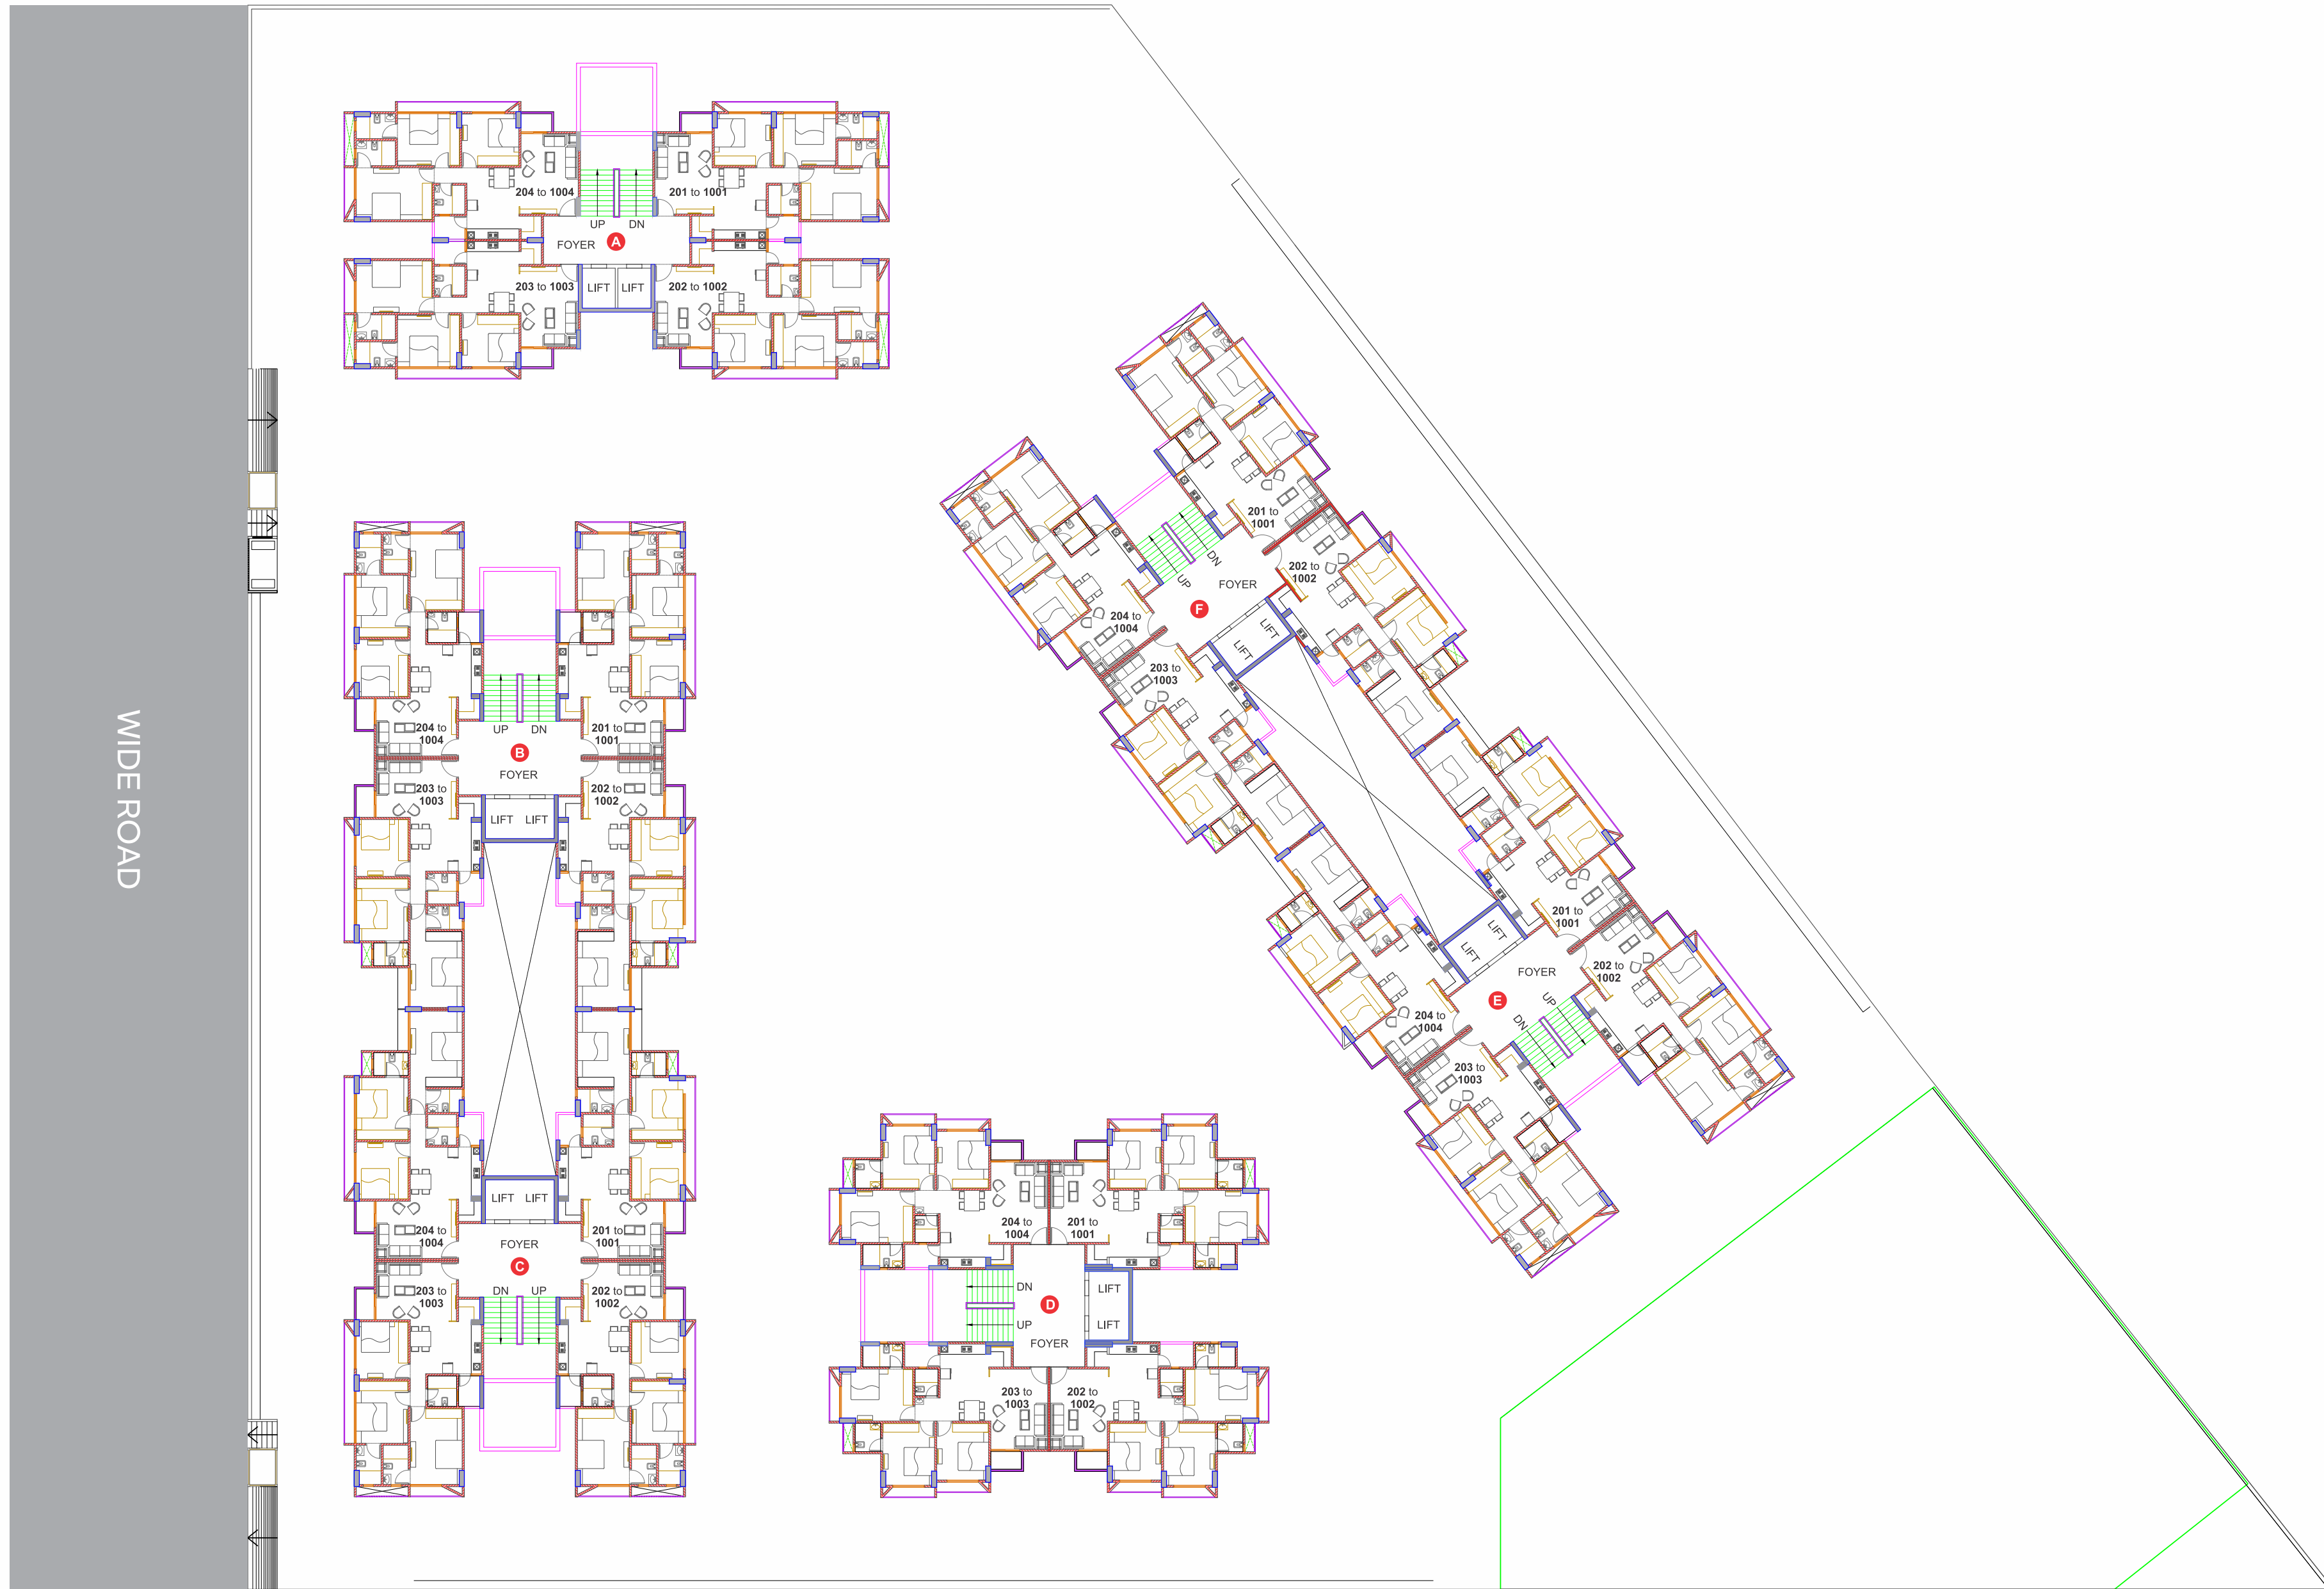 WIDE ROAD
204 to 1004
201 to 1001
UP DN
FOYER A
203 to 1003
LIFT LIFT
202 to 1002
201 to
1001
202 to
1002
DN
UP
FOYER
F
204 to
1004
LIFT
LIFT
203 to
1003
204 to
1004
UP DN
201 to
1001
B
FOYER
203 to
1003
202 to
1002
LIFT LIFT
201 to
1001
LIFT
LIFT
FOYER
202 to
1002
E
UP
DN
204 to
1004
203 to
1003
LIFT LIFT
204 to
1004
FOYER
201 to
1001
C
203 to
1003
DN UP
202 to
1002
204 to
1004
201 to
1001
DN
LIFT
D
UP
LIFT
FOYER
203 to
1003
202 to
1002